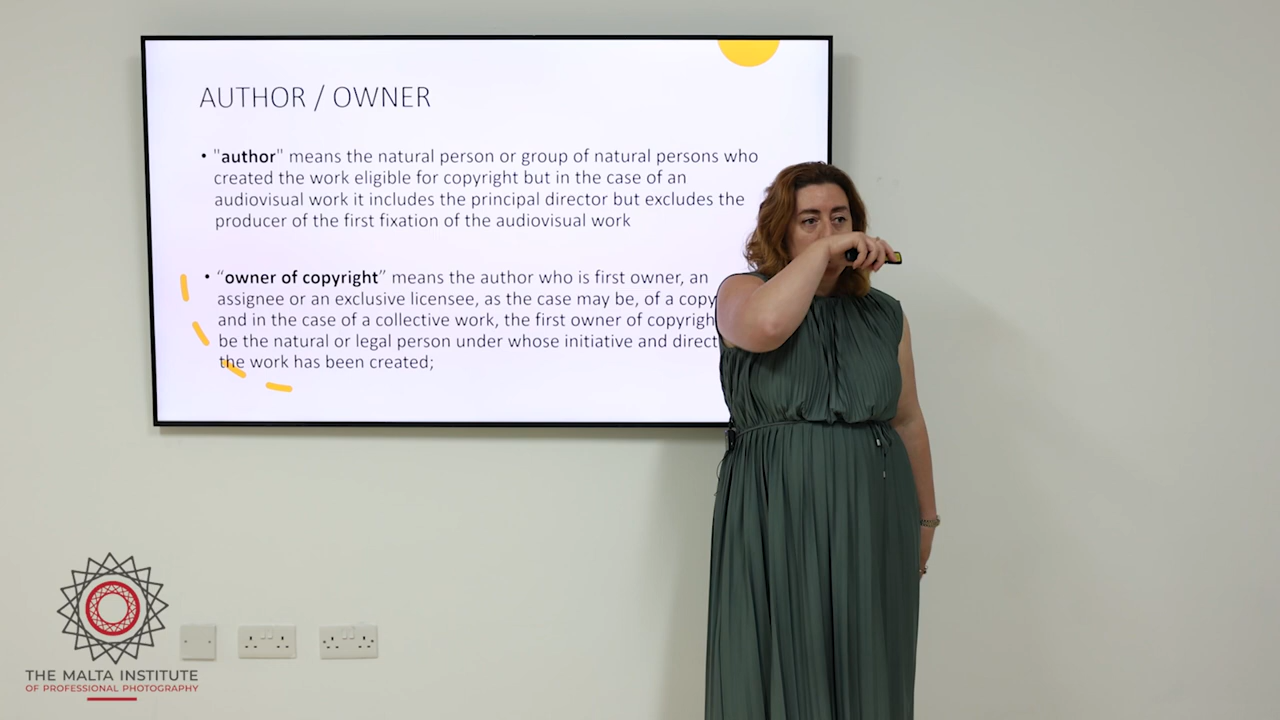 AUTHOR / OWNER
• "author" means the natural person or group of natural persons who
created the work eligible for copyright but in the case of an
audiovisual work it includes the principal director but excludes the
producer of the first fixation of the audiovisual work
• “owner of copyright” means the author who is first owner, an
assignee or an exclusive licensee, as the case may be, of a copy
and in the case of a collective work, the first owner of copyrigh
be the natural or legal person under whose initiative and direct
the work has been created;
THE MALTA INSTITUTE
OF PROFESSIONAL PHOTOGRAPHY